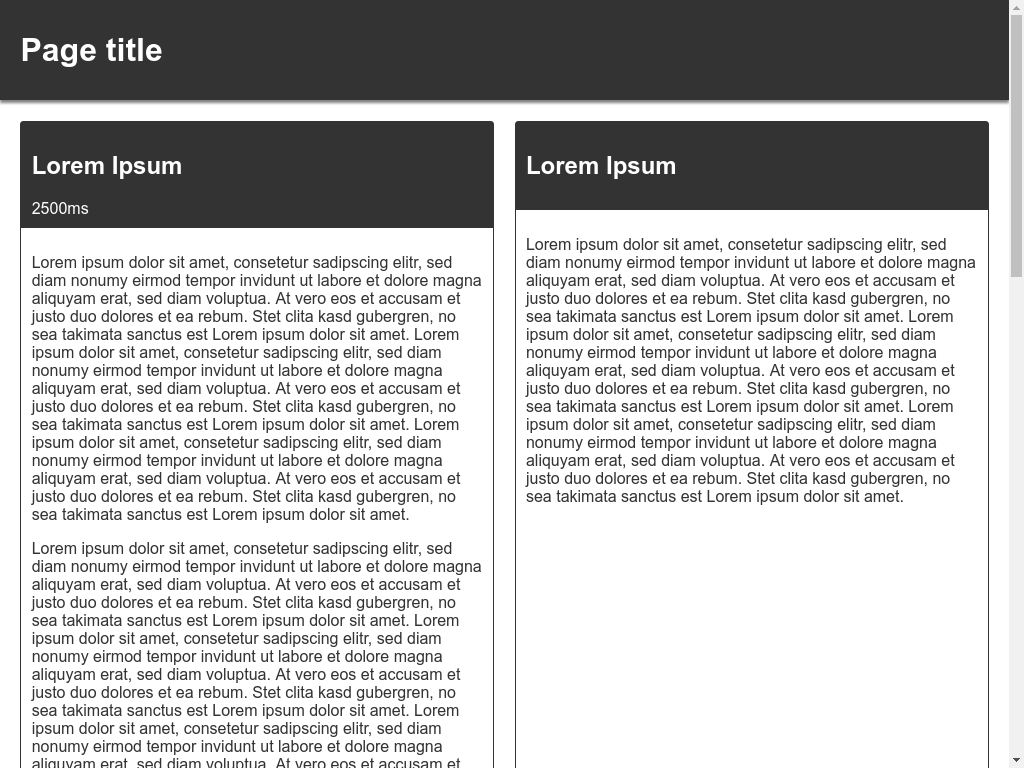 Page title
Lorem Ipsum
2500ms
Lorem ipsum dolor sit amet, consetetur sadipscing elitr, sed
diam nonumy eirmod tempor invidunt ut labore et dolore magna
aliquyam erat, sed diam voluptua. At vero eos et accusam et
justo duo dolores et ea rebum. Stet clita kasd gubergren, no
sea takimata sanctus est Lorem ipsum dolor sit amet. Lorem
ipsum dolor sit amet, consetetur sadipscing elitr, sed diam
nonumy eirmod tempor invidunt ut labore et dolore magna
aliquyam erat, sed diam voluptua. At vero eos et accusam et
justo duo dolores et ea rebum. Stet clita kasd gubergren, no
sea takimata sanctus est Lorem ipsum dolor sit amet. Lorem
ipsum dolor sit amet, consetetur sadipscing elitr, sed diam
nonumy eirmod tempor invidunt ut labore et dolore magna
aliquyam erat, sed diam voluptua. At vero eos et accusam et
justo duo dolores et ea rebum. Stet clita kasd gubergren, no
sea takimata sanctus est Lorem ipsum dolor sit amet.
Lorem ipsum dolor sit amet, consetetur sadipscing elitr, sed
diam nonumy eirmod tempor invidunt ut labore et dolore magna
aliquyam erat, sed diam voluptua. At vero eos et accusam et
justo duo dolores et ea rebum. Stet clita kasd gubergren, no
sea takimata sanctus est Lorem ipsum dolor sit amet. Lorem
ipsum dolor sit amet, consetetur sadipscing elitr, sed diam
nonumy eirmod tempor invidunt ut labore et dolore magna
aliquyam erat, sed diam voluptua. At vero eos et accusam et
justo duo dolores et ea rebum. Stet clita kasd gubergren, no
sea takimata sanctus est Lorem ipsum dolor sit amet. Lorem
ipsum dolor sit amet, consetetur sadipscing elitr, sed diam
nonumy eirmod tempor invidunt ut labore et dolore magna
aliquyam erat, sed diam voluptua. At vero eos et accusam et
Lorem Ipsum
Lorem ipsum dolor sit amet, consetetur sadipscing elitr, sed
diam nonumy eirmod tempor invidunt ut labore et dolore magna
aliquyam erat, sed diam voluptua. At vero eos et accusam et
justo duo dolores et ea rebum. Stet clita kasd gubergren, no
sea takimata sanctus est Lorem ipsum dolor sit amet. Lorem
ipsum dolor sit amet, consetetur sadipscing elitr, sed diam
nonumy eirmod tempor invidunt ut labore et dolore magna
aliquyam erat, sed diam voluptua. At vero eos et accusam et
justo duo dolores et ea rebum. Stet clita kasd gubergren, no
sea takimata sanctus est Lorem ipsum dolor sit amet. Lorem
ipsum dolor sit amet, consetetur sadipscing elitr, sed diam
nonumy eirmod tempor invidunt ut labore et dolore magna
aliquyam erat, sed diam voluptua. At vero eos et accusam et
justo duo dolores et ea rebum. Stet clita kasd gubergren, no
sea takimata sanctus est Lorem ipsum dolor sit amet.